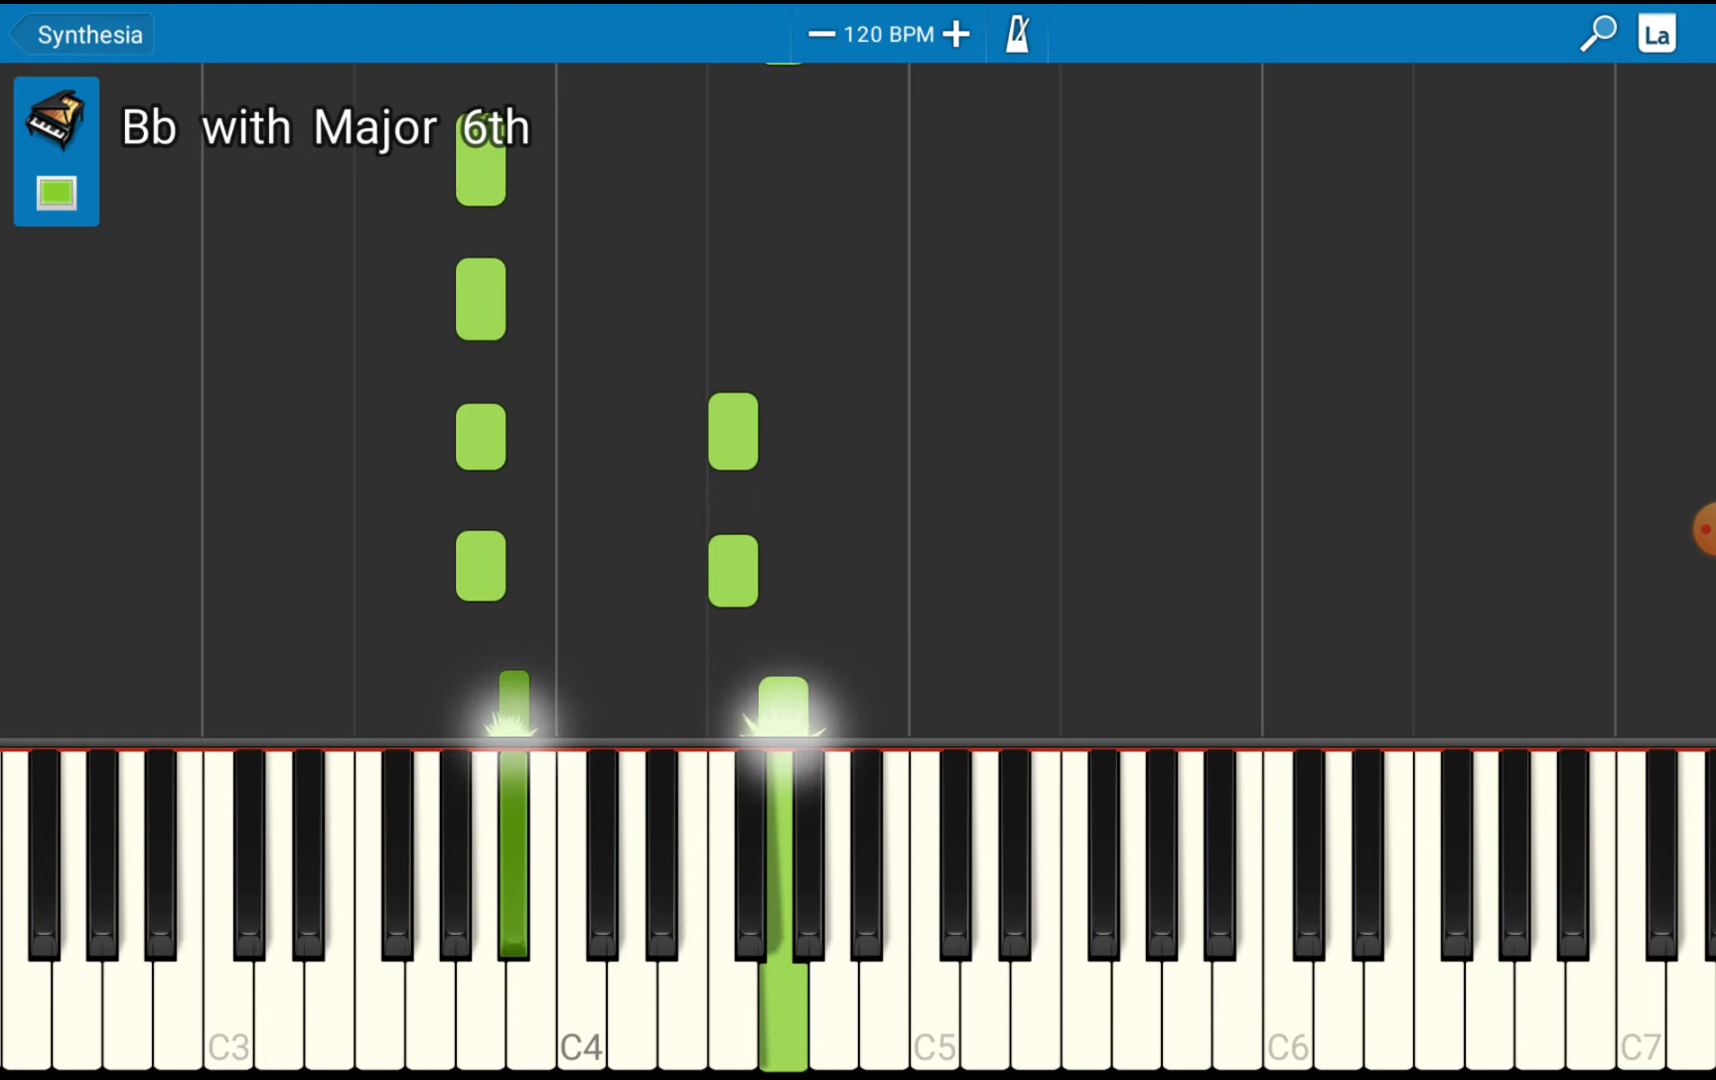 Synthesia
120 BPM
La
Bb with Major 6th
C3 C4 C5 C6 C7